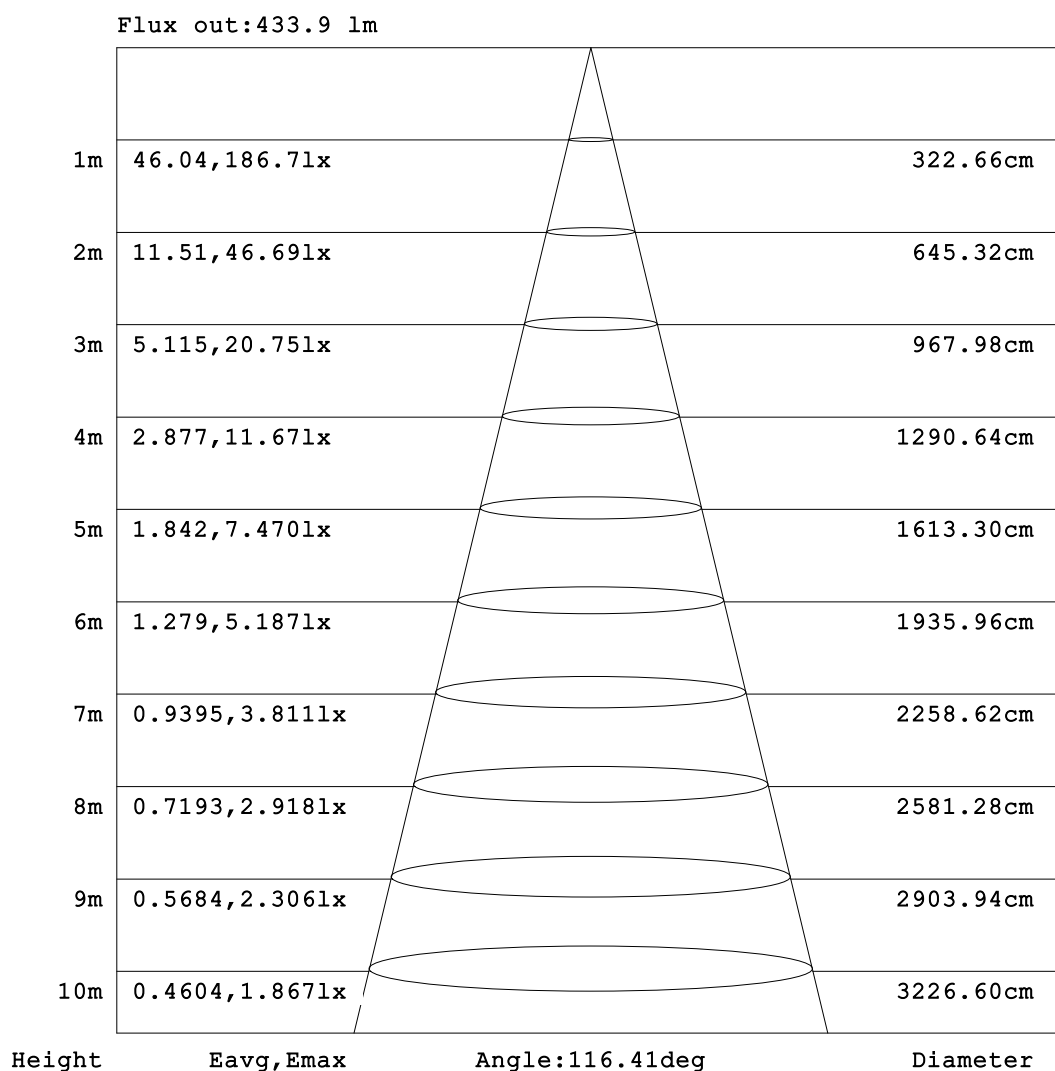 Flux out:433.9 lm
1m 46.04,186.7lx 322.66cm
2m 11.51,46.69lx 645.32cm
3m 5.115,20.75lx 967.98cm
4m 2.877,11.67lx 1290.64cm
5m 1.842,7.470lx 1613.30cm
6m 1.279,5.187lx 1935.96cm
7m 0.9395,3.811lx 2258.62cm
8m 0.7193,2.918lx 2581.28cm
9m 0.5684,2.306lx 2903.94cm
10m 0.4604,1.867lx 3226.60cm
Height Eavg,Emax Angle:116.41deg Diameter